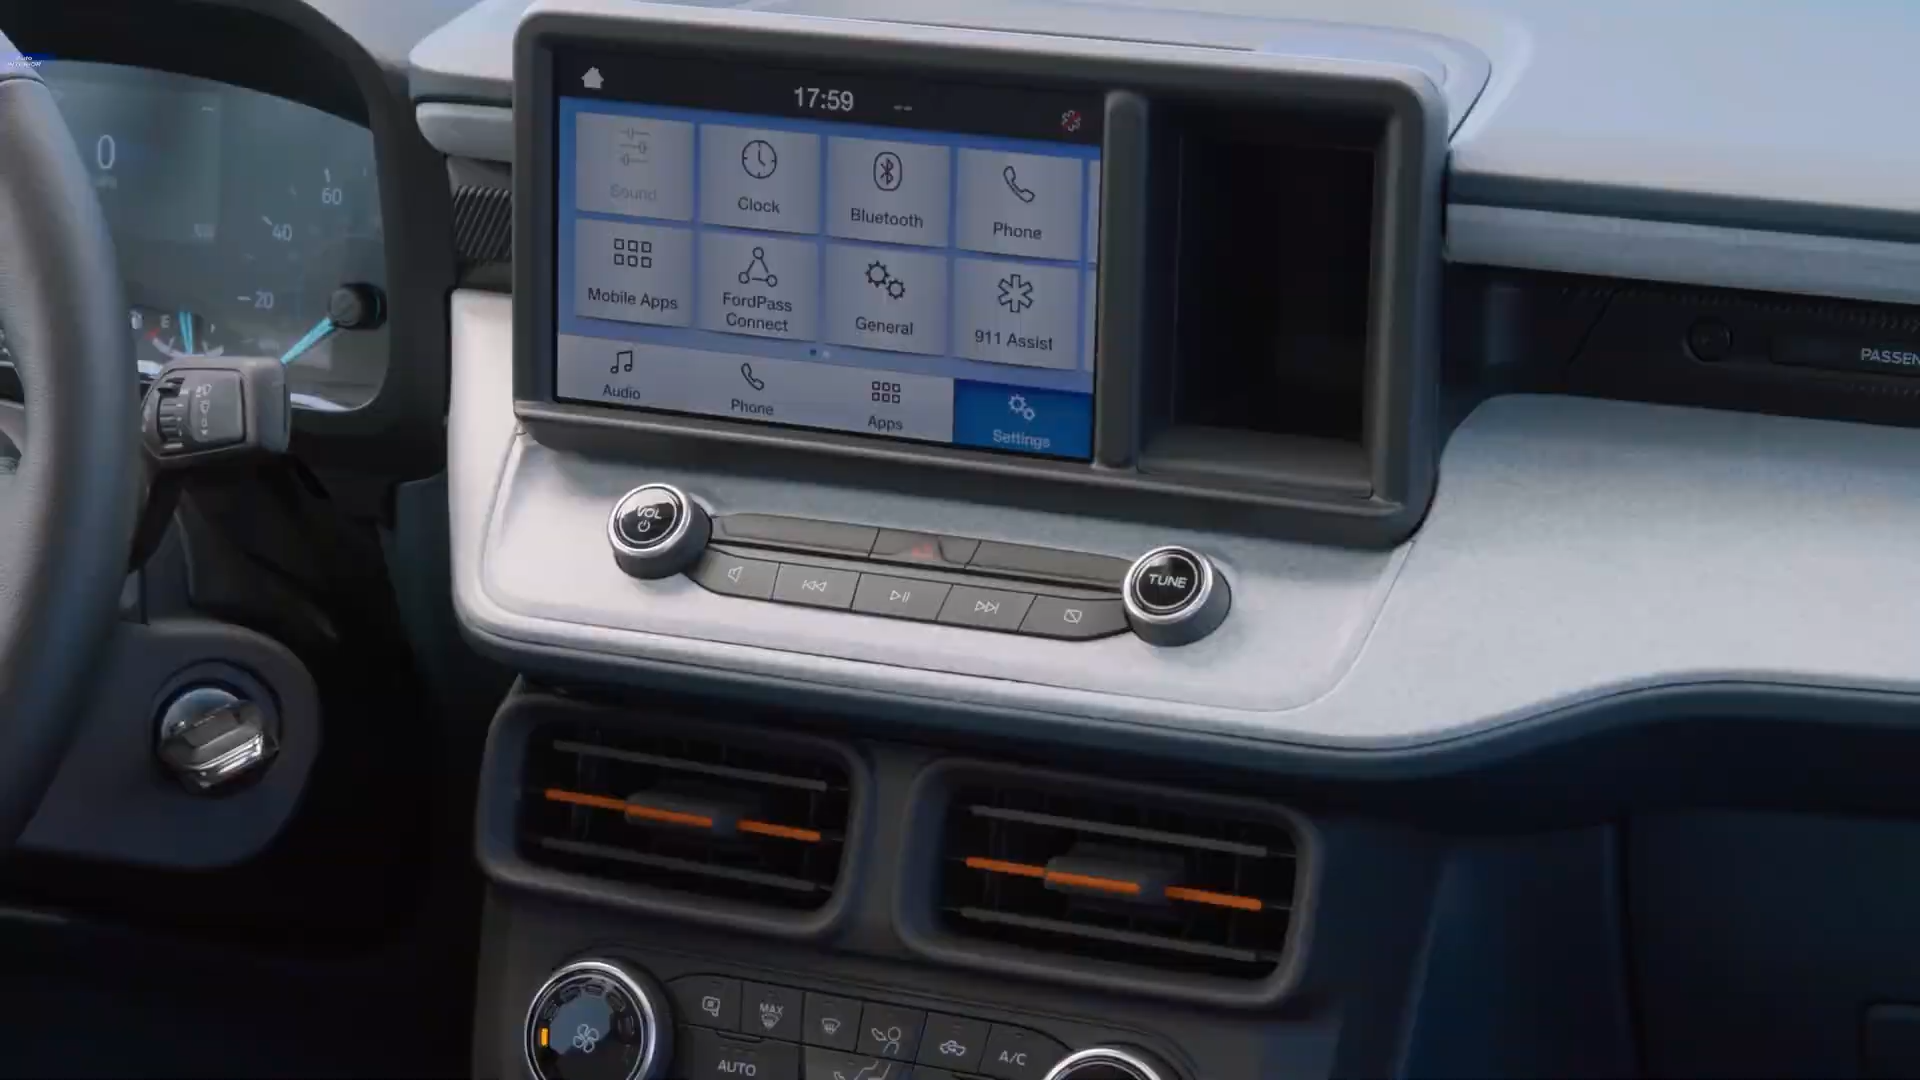 17:59
Sound
Clock
Bluetooth
Phone
Mobile Apps
FordPass
Connect
General
911 Assist
Audio
Phone
Apps
Settings
0
60
40
20
E
VOL
TUNE
PASSEN
MAX
A/C
AUTO